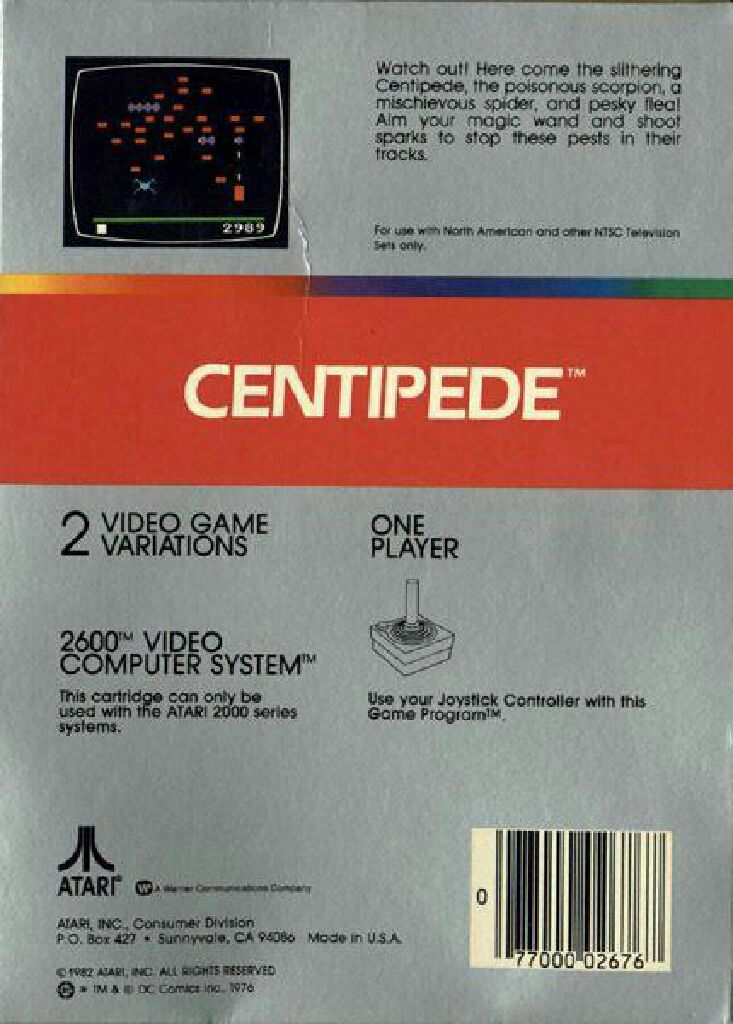 2989
Watch out! Here come the slithering
Centipede, the poisonous scorpion, a
mischievous spider, and pesky flea!
Aim your magic wand and shoot
sparks to stop these pests in their
tracks.
For use with North American and other NTSC Television
Sets only.
CENTIPEDE™
2 VIDEO GAME
VARIATIONS
ONE
PLAYER
2600™ VIDEO
COMPUTER SYSTEM™
This cartridge can only be
used with the ATARI 2000 series
systems.
Use your Joystick Controller with this
Game Program™.
ATARI® W A Warner Communications Company
ATARI, INC., Consumer Division
P.O. Box 427 • Sunnyvale, CA 94086 Made in U.S.A.
© 1982 ATARI, INC. ALL RIGHTS RESERVED
* TM & © DC Comics Inc., 1976
0 77000-02676